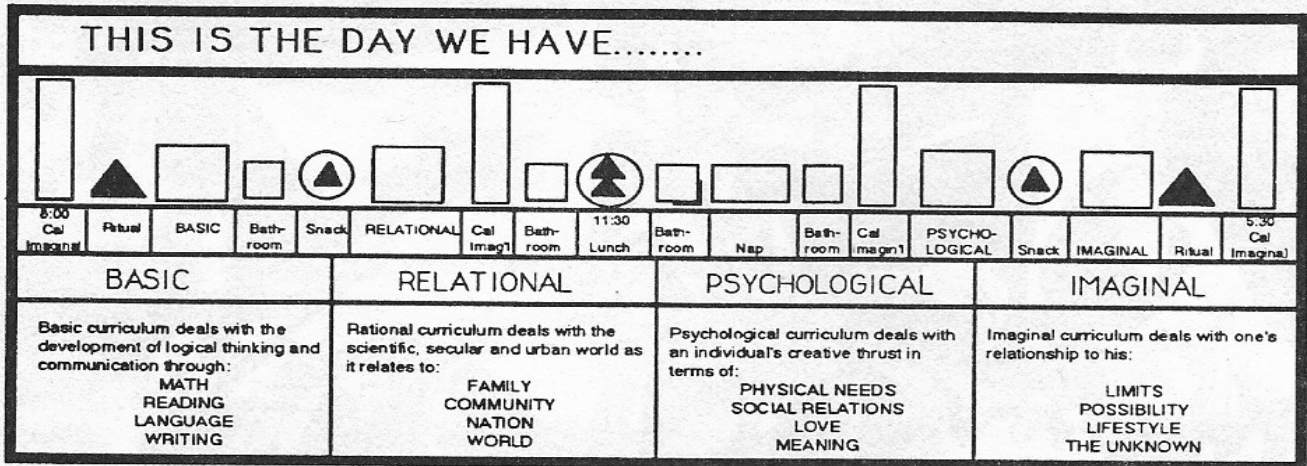 THIS IS THE DAY WE HAVE........
Cal
Imaginal
Ritual
BASIC
Bath-
room
Snack
RELATIONAL
Cal
Imag'l
Bath-
room
11:30
Lunch
Bath-
room
Nap
Bath-
room
Cal
Imagn'l
PSYCHO-
LOGICAL
Snack
IMAGINAL
Ritual
5:30
Cal
Imaginal
BASIC
Basic curriculum deals with the
development of logical thinking and
communication through:
MATH
READING
LANGUAGE
WRITING
RELATIONAL
Rational curriculum deals with the
scientific, secular and urban world as
it relates to:
FAMILY
COMMUNITY
NATION
WORLD
PSYCHOLOGICAL
Psychological curriculum deals with
an individual's creative thrust in
terms of:
PHYSICAL NEEDS
SOCIAL RELATIONS
LOVE
MEANING
IMAGINAL
Imaginal curriculum deals with one's
relationship to his:
LIMITS
POSSIBILITY
LIFESTYLE
THE UNKNOWN